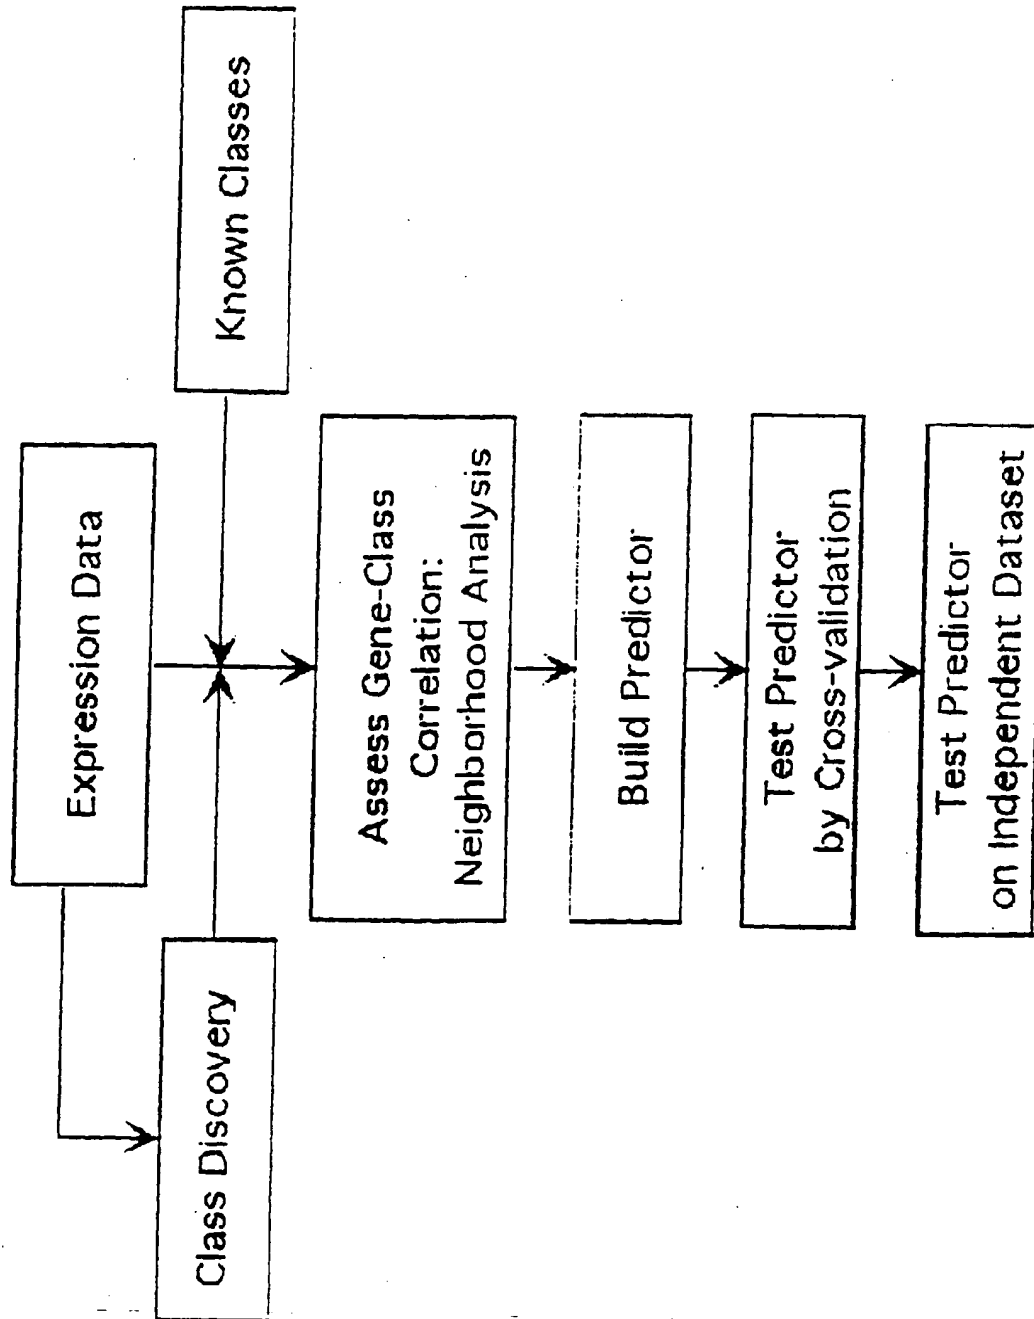 Expression Data
Class Discovery
Known Classes
Assess Gene-Class
Correlation:
Neighborhood Analysis
Build Predictor
Test Predictor
by Cross-validation
Test Predictor
on Independent Dataset